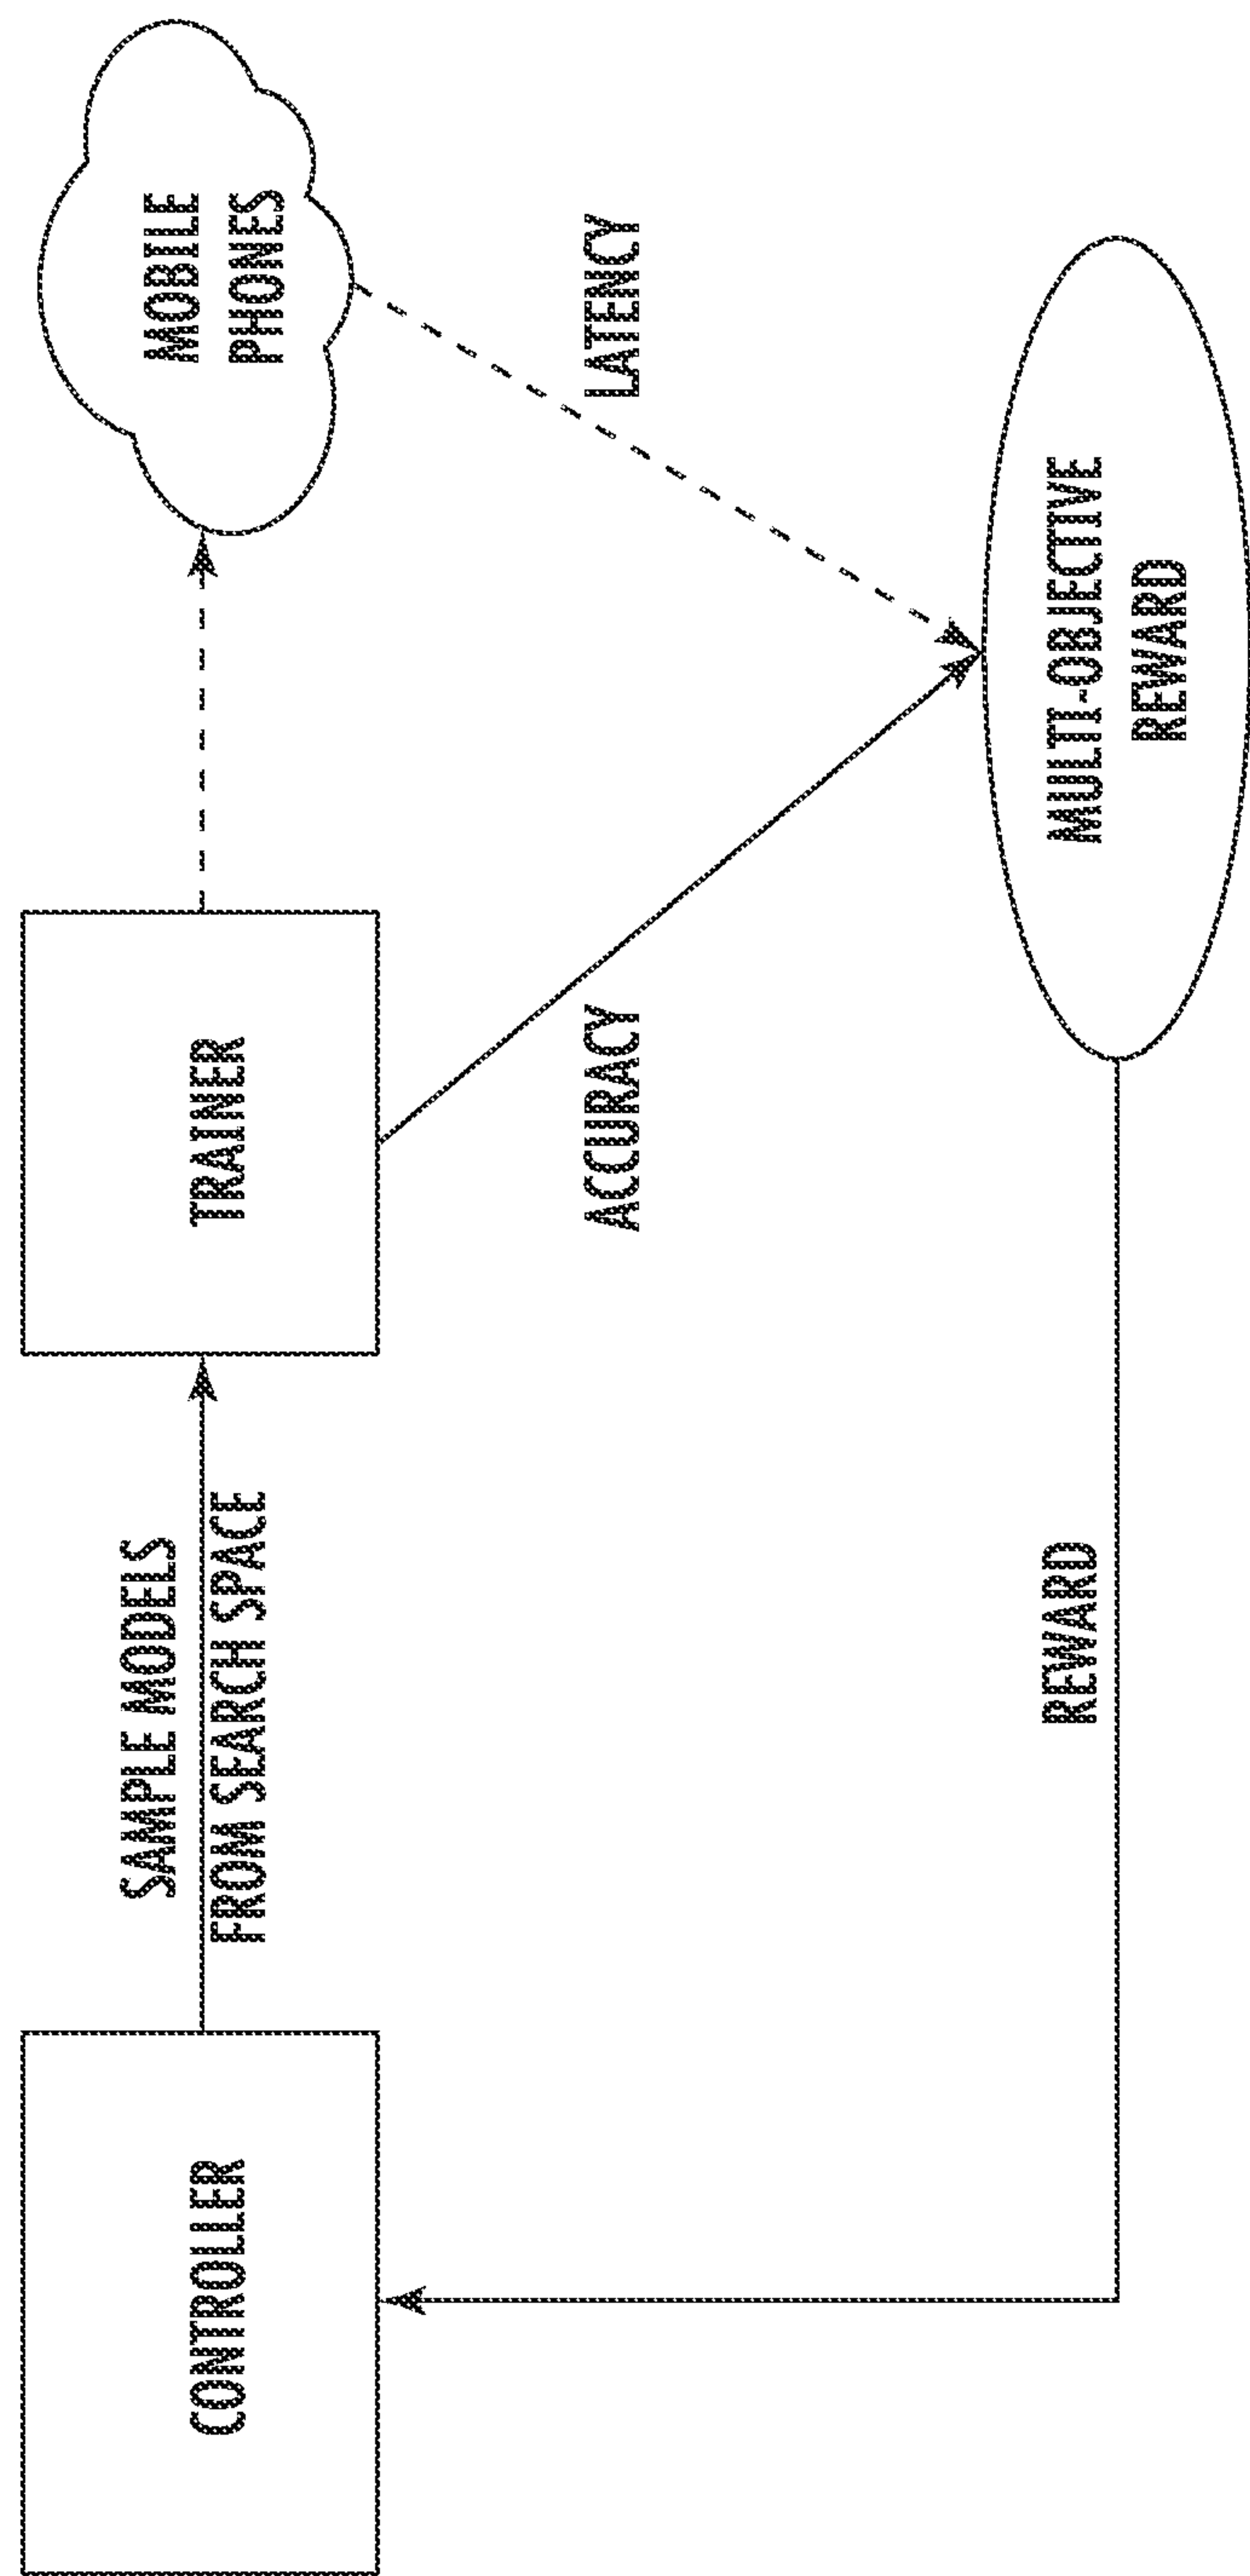 CONTROLLER
SAMPLE MODELS
FROM SEARCH SPACE
TRAINER
MOBILE
PHONES
ACCURACY
LATENCY
REWARD
MULTI-OBJECTIVE
REWARD